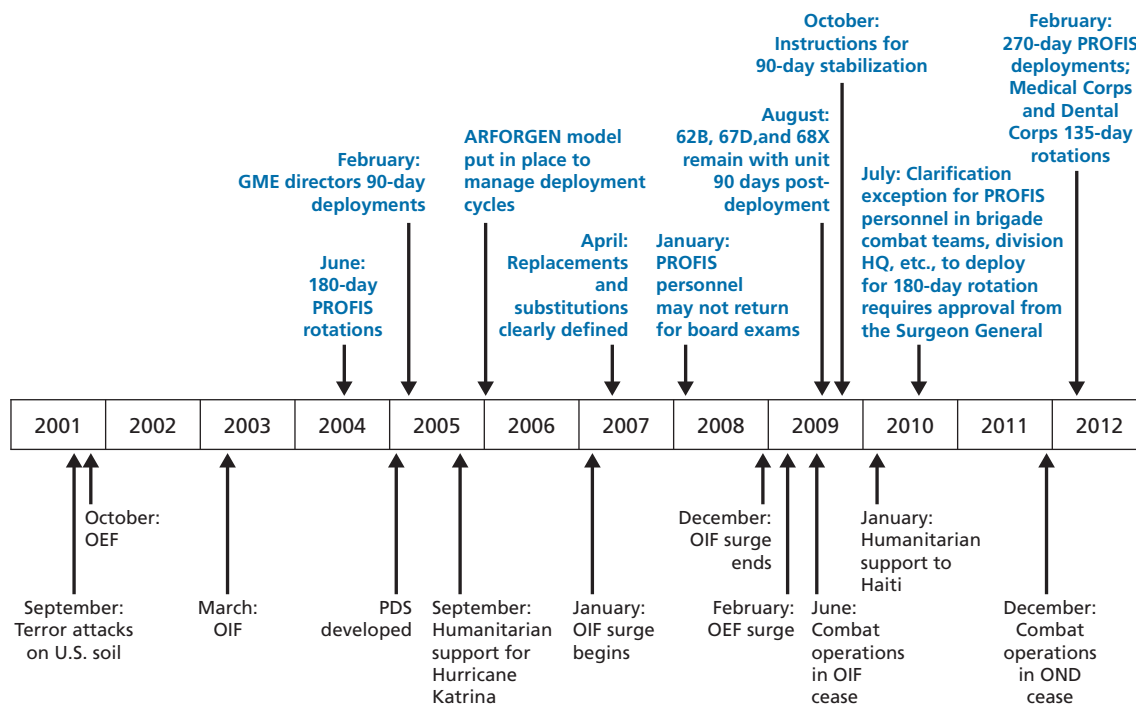 October:
Instructions for
90-day stabilization
February:
270-day PROFIS
deployments;
Medical Corps
and Dental
Corps 135-day
rotations
August:
62B, 67D,and 68X
remain with unit
90 days post-
deployment
ARFORGEN model
put in place to
manage deployment
cycles
February:
GME directors 90-day
deployments
July: Clarification
exception for PROFIS
personnel in brigade
combat teams, division
HQ, etc., to deploy
for 180-day rotation
requires approval from
the Surgeon General
April:
Replacements
and
substitutions
clearly defined
January:
PROFIS
personnel
may not return
for board exams
June:
180-day
PROFIS
rotations
2001 2002 2003 2004 2005 2006 2007 2008 2009 2010 2011 2012
October:
OEF
December:
OIF surge
ends
January:
Humanitarian
support to
Haiti
September:
Terror attacks
on U.S. soil
March:
OIF
PDS
developed
September:
Humanitarian
support for
Hurricane
Katrina
January:
OIF surge
begins
February:
OEF surge
June:
Combat
operations
in OIF
cease
December:
Combat
operations
in OND
cease